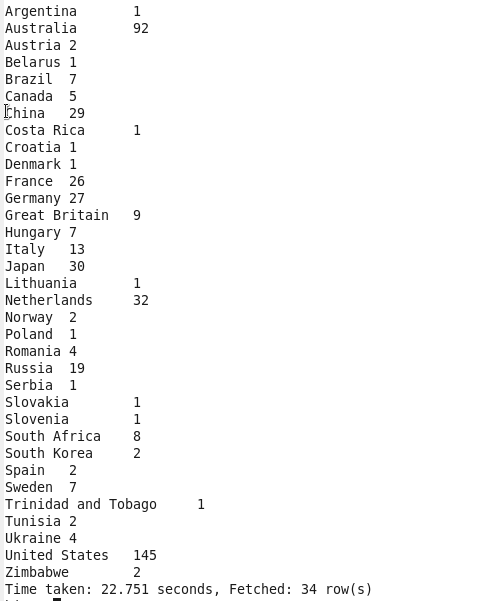 Argentina 1
Australia 92
Austria 2
Belarus 1
Brazil 7
Canada 5
China 29
Costa Rica 1
Croatia 1
Denmark 1
France 26
Germany 27
Great Britain 9
Hungary 7
Italy 13
Japan 30
Lithuania 1
Netherlands 32
Norway 2
Poland 1
Romania 4
Russia 19
Serbia 1
Slovakia 1
Slovenia 1
South Africa 8
South Korea 2
Spain 2
Sweden 7
Trinidad and Tobago 1
Tunisia 2
Ukraine 4
United States 145
Zimbabwe 2
Time taken: 22.751 seconds, Fetched: 34 row(s)